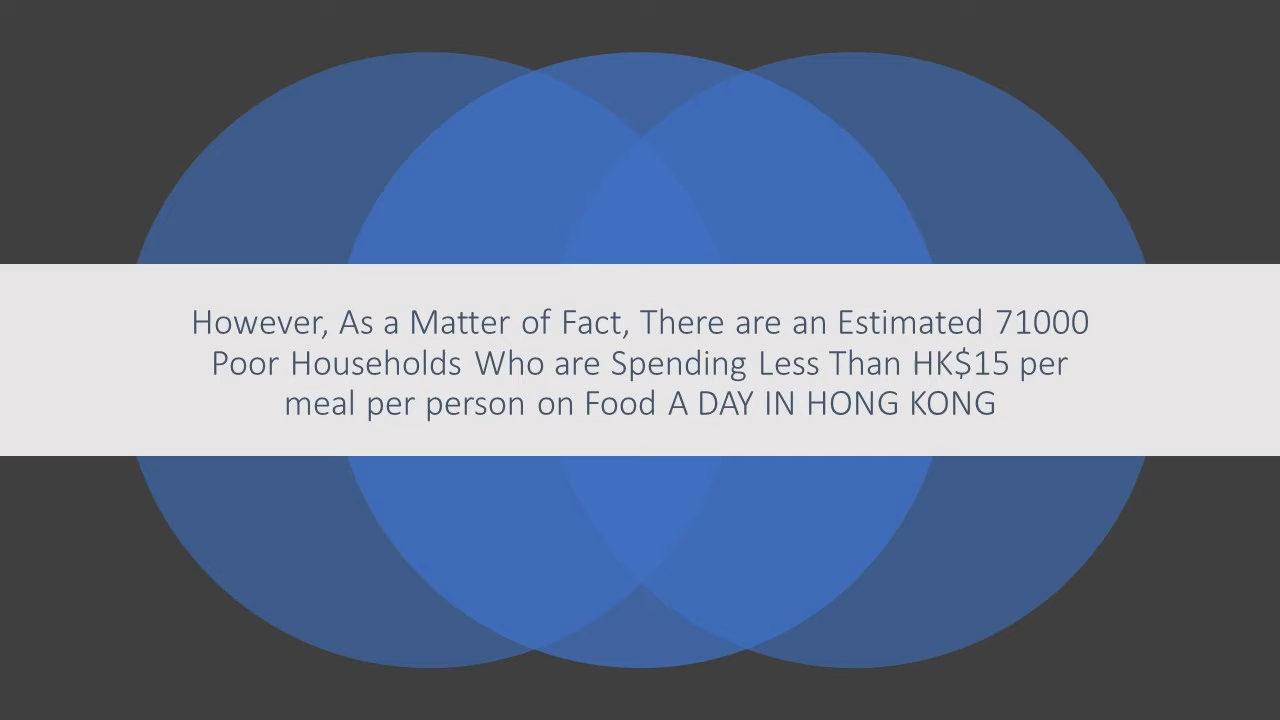 However, As a Matter of Fact, There are an Estimated 71000
Poor Households Who are Spending Less Than HK$15 per
meal per person on Food A DAY IN HONG KONG